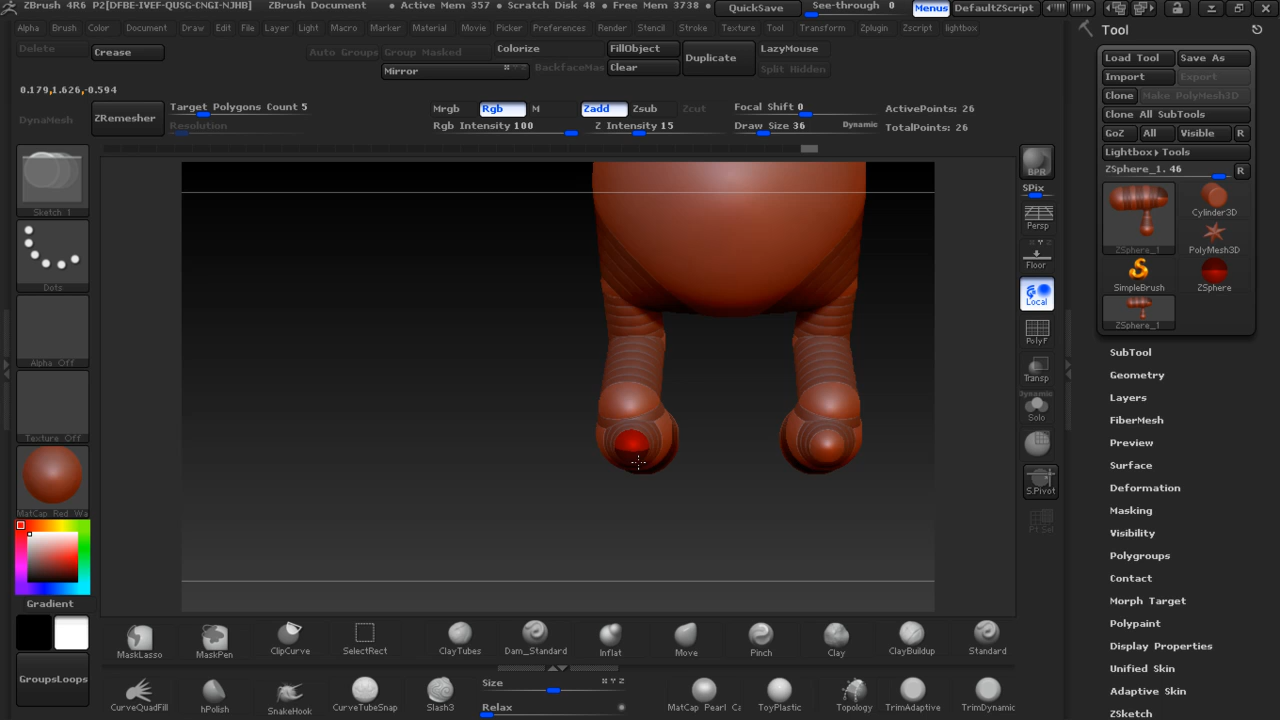 ZBrush 4R6 P2[DFBE-IVEF-QUSG-CNGI-NJHB] ZBrush Document • Active Mem 357 • Scratch Disk 48 • Free Mem 3738 • QuickSave See-through 0 Menus DefaultZScript
Alpha Brush Color Document Draw Edit File Layer Light Macro Marker Material Movie Picker Preferences Render Stencil Stroke Texture Tool Transform Zplugin Zscript lightbox
Delete Crease Auto Groups Group Masked Colorize FillObject Duplicate LazyMouse
Mirror BackfaceMas Clear Split Hidden
0.179,1.626,-0.594
DynaMesh ZRemesher Target Polygons Count 5 Mrgb Rgb M Zadd Zsub Zcut Focal Shift 0 ActivePoints: 26
Resolution Rgb Intensity 100 Z Intensity 15 Draw Size 36 Dynamic TotalPoints: 26
Sketch 1
Dots
Alpha Off
Texture Off
MatCap Red Wa
Gradient
GroupsLoops
BPR
SPix
Persp
Floor
Local
PolyF
Transp
Dynamic
Solo
S.Pivot
Pt Sel
Tool
Load Tool Save As
Import Export
Clone Make PolyMesh3D
Clone All SubTools
GoZ All Visible R
Lightbox▸Tools
ZSphere_1. 46 R
ZSphere_1 Cylinder3D
PolyMesh3D
SimpleBrush ZSphere
ZSphere_1
SubTool
Geometry
Layers
FiberMesh
Preview
Surface
Deformation
Masking
Visibility
Polygroups
Contact
Morph Target
Polypaint
Display Properties
Unified Skin
Adaptive Skin
ZSketch
MaskLasso MaskPen ClipCurve SelectRect ClayTubes Dam_Standard Inflat Move Pinch Clay ClayBuildup Standard
CurveQuadFill hPolish SnakeHook CurveTubeSnap Slash3 Size X Y Z Relax MatCap Pearl Ca ToyPlastic Topology TrimAdaptive TrimDynamic